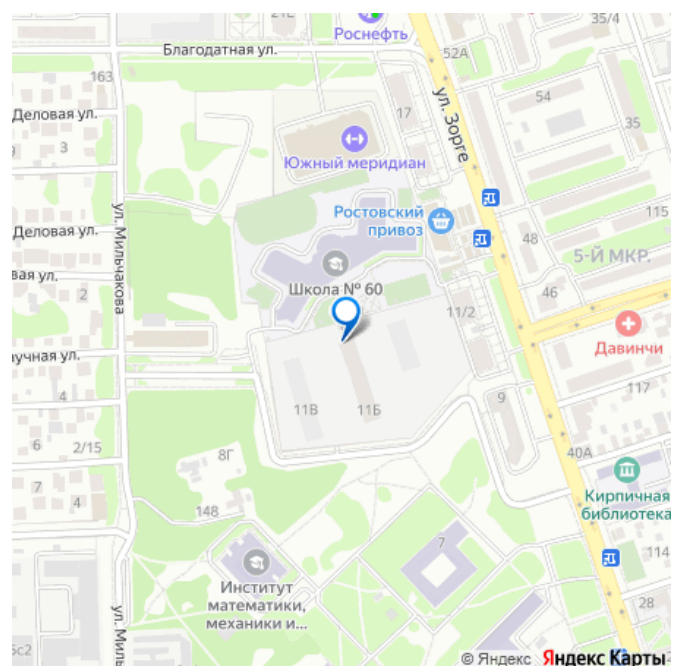 21Е
Роснефть
Благодатная ул.
52А
35/4
163
Деловая ул.
17
ул. Зорге
54
35
3
Южный меридиан
ул. Мильчакова
Ростовский
привоз
115
Деловая ул.
48
5-Й МКР.
вая ул.
2
Школа № 60
46
11/2
Давинчи
аучная ул.
4
11В
11Б
9
117
6
2/15
8Г
40А
Кирпичная
библиотека
7
4
148
7
114
Институт
математики,
механики и...
28
ул. Миль
5с2
© Яндекс Яндекс Карты